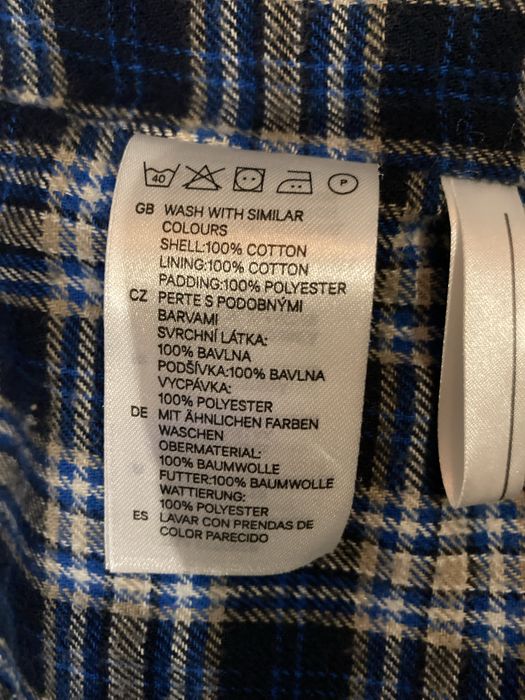 40 P
GB WASH WITH SIMILAR
COLOURS
SHELL:100% COTTON
LINING:100% COTTON
PADDING:100% POLYESTER
CZ PERTE S PODOBNÝMI
BARVAMI
SVRCHNÍ LÁTKA:
100% BAVLNA
PODŠÍVKA:100% BAVLNA
VYCPÁVKA:
100% POLYESTER
DE MIT ÄHNLICHEN FARBEN
WASCHEN
OBERMATERIAL:
100% BAUMWOLLE
FUTTER:100% BAUMWOLLE
WATTIERUNG:
100% POLYESTER
ES LAVAR CON PRENDAS DE
COLOR PARECIDO